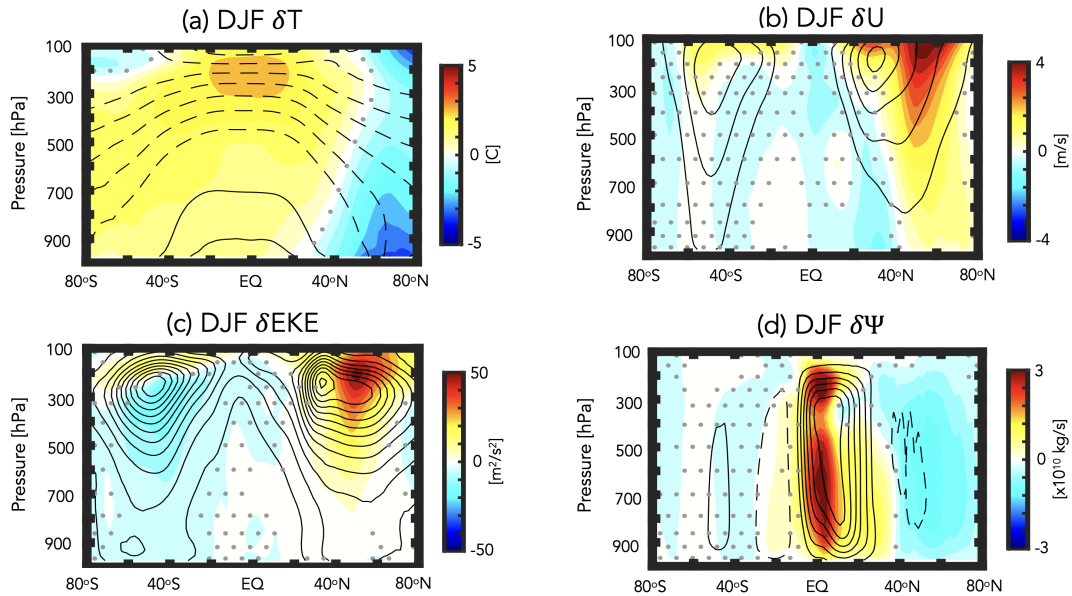 (a) DJF δT
100
300
500
700
900
Pressure [hPa]
80°S 40°S EQ 40°N 80°N
5
0
-5
[C]
(b) DJF δU
100
300
500
700
900
Pressure [hPa]
80°S 40°S EQ 40°N 80°N
4
0
-4
[m/s]
(c) DJF δEKE
100
300
500
700
900
Pressure [hPa]
80°S 40°S EQ 40°N 80°N
50
0
-50
[m²/s²]
(d) DJF δΨ
100
300
500
700
900
Pressure [hPa]
80°S 40°S EQ 40°N 80°N
3
0
-3
[x10¹⁰ kg/s]